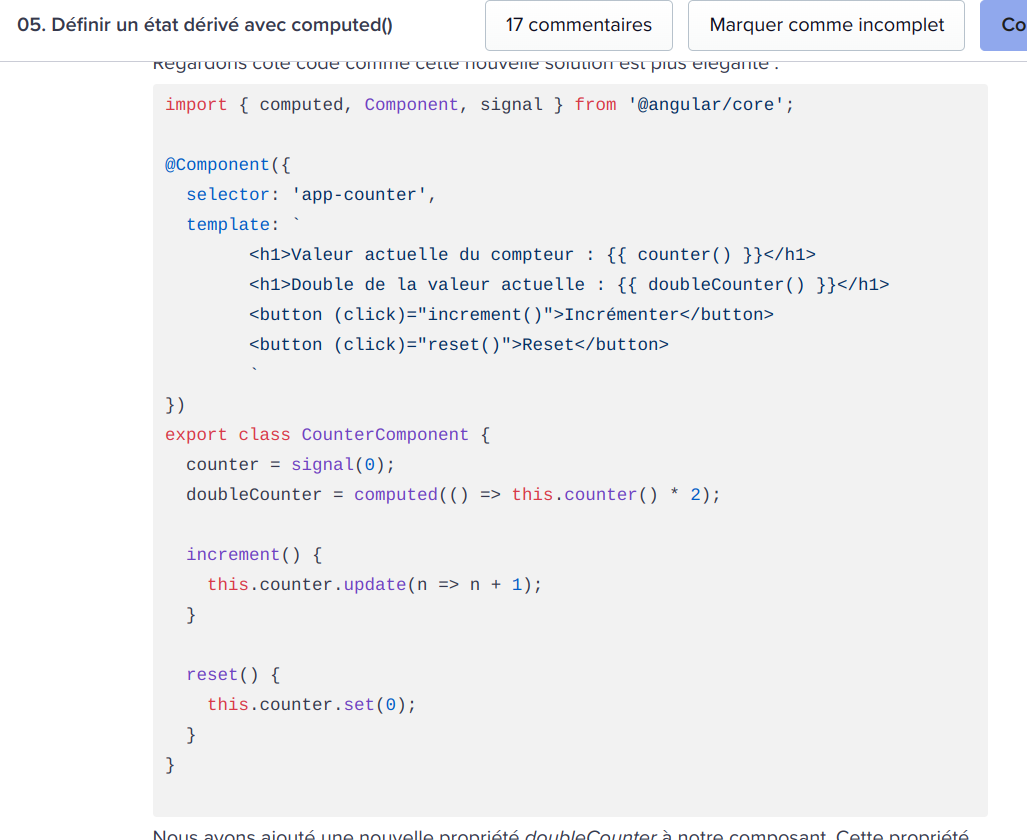 05. Définir un état dérivé avec computed()
17 commentaires
Marquer comme incomplet
Co
Regardons côté code comme cette nouvelle solution est plus élégante :
import { computed, Component, signal } from '@angular/core';
@Component({
selector: 'app-counter',
template: `
<h1>Valeur actuelle du compteur : {{ counter() }}</h1>
<h1>Double de la valeur actuelle : {{ doubleCounter() }}</h1>
<button (click)="increment()">Incrémenter</button>
<button (click)="reset()">Reset</button>
`
})
export class CounterComponent {
counter = signal(0);
doubleCounter = computed(() => this.counter() * 2);
increment() {
this.counter.update(n => n + 1);
}
reset() {
this.counter.set(0);
}
}
Nous avons ajouté une nouvelle propriété doubleCounter à notre composant. Cette propriété